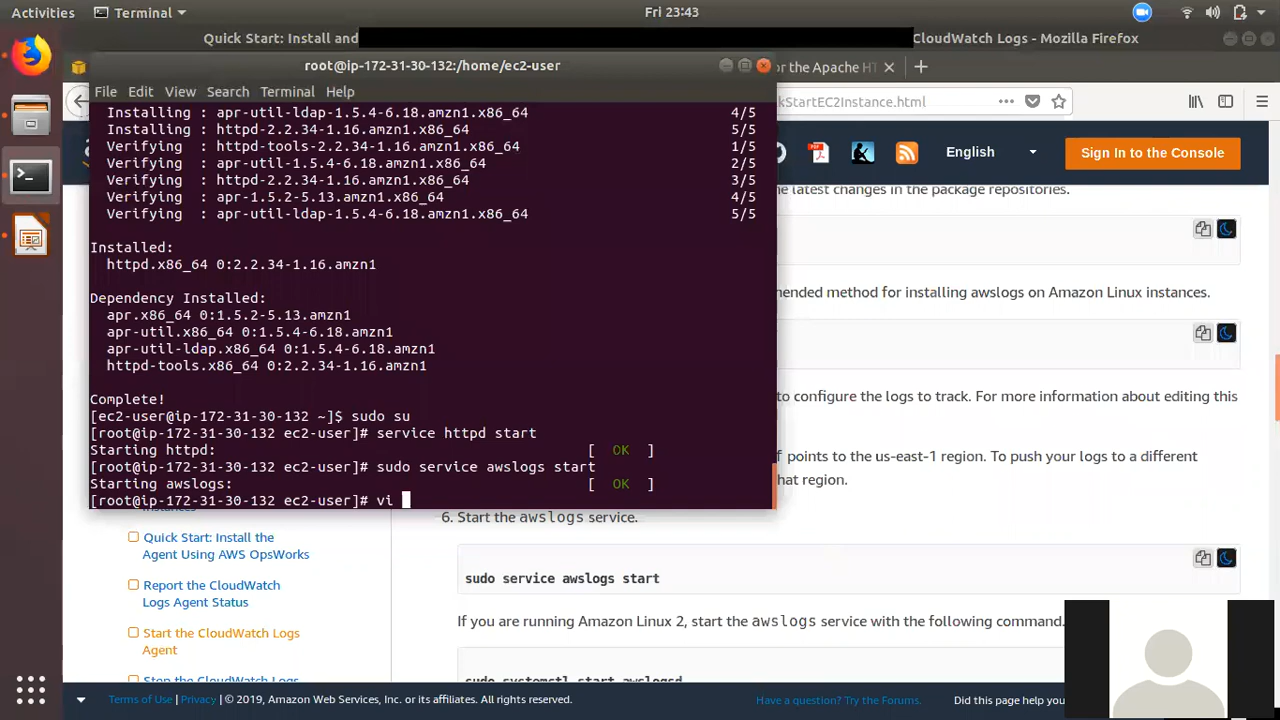 Activities
Terminal
Fri 23:43
Quick Start: Install and
CloudWatch Logs - Mozilla Firefox
root@ip-172-31-30-132:/home/ec2-user
or the Apache HT
File Edit View Search Terminal Help
kStartEC2Instance.html
Installing : apr-util-ldap-1.5.4-6.18.amzn1.x86_64 4/5
Installing : httpd-2.2.34-1.16.amzn1.x86_64 5/5
Verifying : httpd-tools-2.2.34-1.16.amzn1.x86_64 1/5
Verifying : apr-util-1.5.4-6.18.amzn1.x86_64 2/5
Verifying : httpd-2.2.34-1.16.amzn1.x86_64 3/5
Verifying : apr-1.5.2-5.13.amzn1.x86_64 4/5
Verifying : apr-util-ldap-1.5.4-6.18.amzn1.x86_64 5/5
Installed:
httpd.x86_64 0:2.2.34-1.16.amzn1
Dependency Installed:
apr.x86_64 0:1.5.2-5.13.amzn1
apr-util.x86_64 0:1.5.4-6.18.amzn1
apr-util-ldap.x86_64 0:1.5.4-6.18.amzn1
httpd-tools.x86_64 0:2.2.34-1.16.amzn1
Complete!
[ec2-user@ip-172-31-30-132 ~]$ sudo su
[root@ip-172-31-30-132 ec2-user]# service httpd start
Starting httpd: [ OK ]
[root@ip-172-31-30-132 ec2-user]# sudo service awslogs start
Starting awslogs: [ OK ]
[root@ip-172-31-30-132 ec2-user]# vi
English
Sign In to the Console
the latest changes in the package repositories.
mended method for installing awslogs on Amazon Linux instances.
to configure the logs to track. For more information about editing this
f points to the us-east-1 region. To push your logs to a different
hat region.
6. Start the awslogs service.
sudo service awslogs start
If you are running Amazon Linux 2, start the awslogs service with the following command.
sudo systemctl start awslogsd
Instances
Quick Start: Install the
Agent Using AWS OpsWorks
Report the CloudWatch
Logs Agent Status
Start the CloudWatch Logs
Agent
Stop the CloudWatch Logs
Terms of Use | Privacy | © 2019, Amazon Web Services, Inc. or its affiliates. All rights reserved.
Have a question? Try the Forums.
Did this page help you